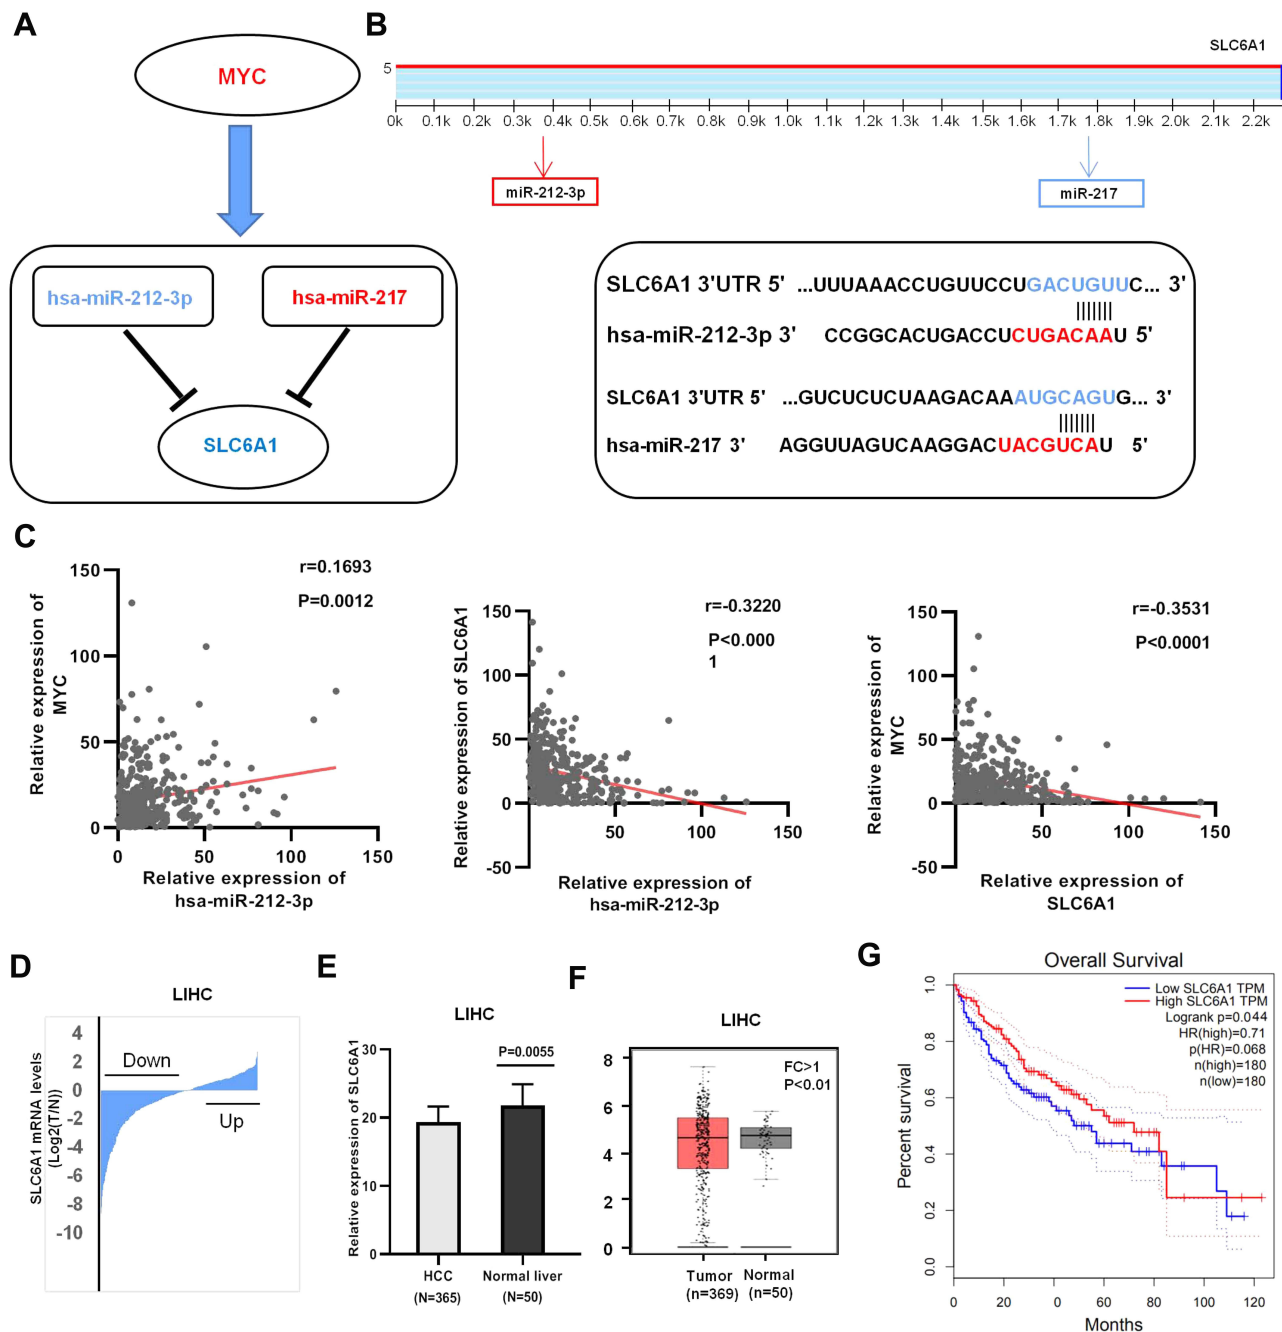 A
MYC
hsa-miR-212-3p
hsa-miR-217
SLC6A1
B
SLC6A1
5
0k 0.1k 0.2k 0.3k 0.4k 0.5k 0.6k 0.7k 0.8k 0.9k 1.0k 1.1k 1.2k 1.3k 1.4k 1.5k 1.6k 1.7k 1.8k 1.9k 2.0k 2.1k 2.2k
miR-212-3p
miR-217
SLC6A1 3'UTR 5' ...UUUAAACCUGUUCCUGACUGUUC... 3'
hsa-miR-212-3p 3' CCGGCACUGACCUCUGACAAU 5'
SLC6A1 3'UTR 5' ...GUCUCUCUAAGACAAAUGCAGUG... 3'
hsa-miR-217 3' AGGUUAGUCAAGGACUACGUCAU 5'
C
Relative expression of
MYC
150
100
50
0
0 50 100 150
r=0.1693
P=0.0012
Relative expression of
hsa-miR-212-3p
Relative expression of SLC6A1
150
100
50
0
-50
50 100 150
r=-0.3220
P<0.000
1
Relative expression of
hsa-miR-212-3p
Relative expression of
MYC
150
100
50
0
-50
50 100 150
r=-0.3531
P<0.0001
Relative expression of
SLC6A1
D
LIHC
SLC6A1 mRNA levels
(Log2(T/N))
4
2
0
-2
-4
-6
-8
-10
Down
Up
E
LIHC
Relative expression of SLC6A1
30
20
10
0
P=0.0055
HCC
(N=365)
Normal liver
(N=50)
F
LIHC
8
6
4
2
0
FC>1
P<0.01
Tumor
(n=369)
Normal
(n=50)
G
Overall Survival
Percent survival
1.0
0.8
0.6
0.4
0.2
0.0
Low SLC6A1 TPM
High SLC6A1 TPM
Logrank p=0.044
HR(high)=0.71
p(HR)=0.068
n(high)=180
n(low)=180
0 20 0 60 80 100 120
Months